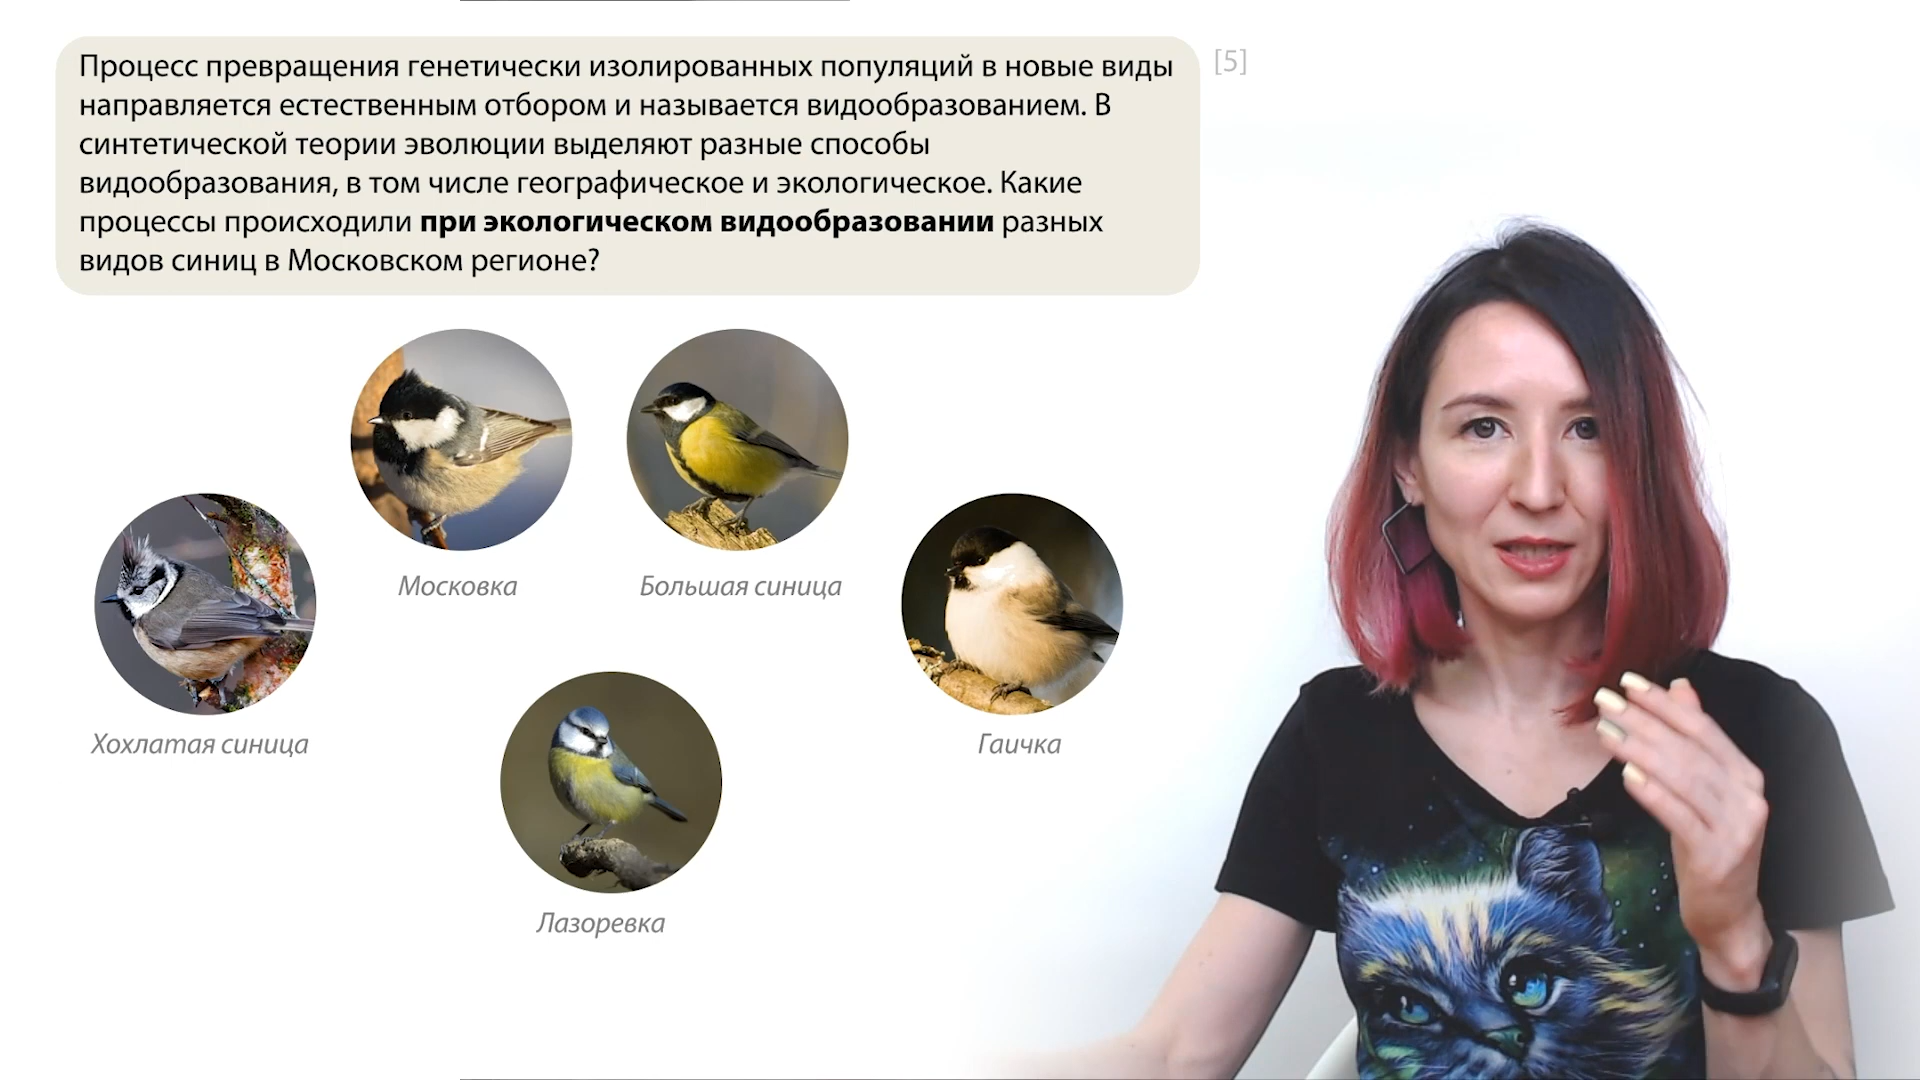 Процесс превращения генетически изолированных популяций в новые виды
направляется естественным отбором и называется видообразованием. В
синтетической теории эволюции выделяют разные способы
видообразования, в том числе географическое и экологическое. Какие
процессы происходили при экологическом видообразовании разных
видов синиц в Московском регионе?
[5]
Московка
Большая синица
Хохлатая синица
Гаичка
Лазоревка